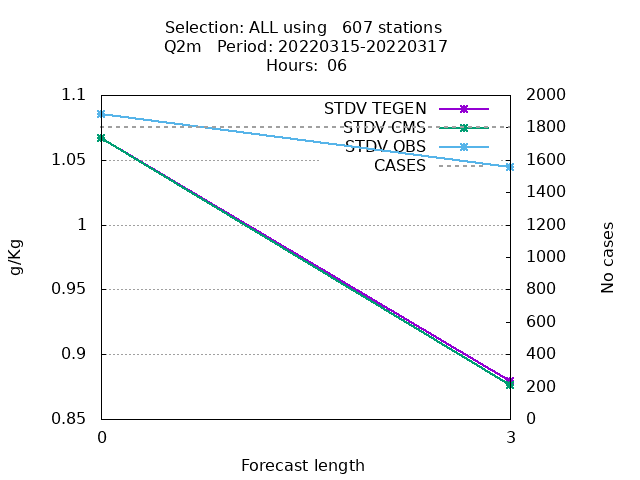 Selection: ALL using   607 stations
Q2m   Period: 20220315-20220317
Hours: 06
1.1
1.05
1
0.95
0.9
0.85
g/Kg
STDV TEGEN
STDV CMS
STDV OBS
CASES
2000
1800
1600
1400
1200
1000
800
600
400
200
0
No cases
0
3
Forecast length